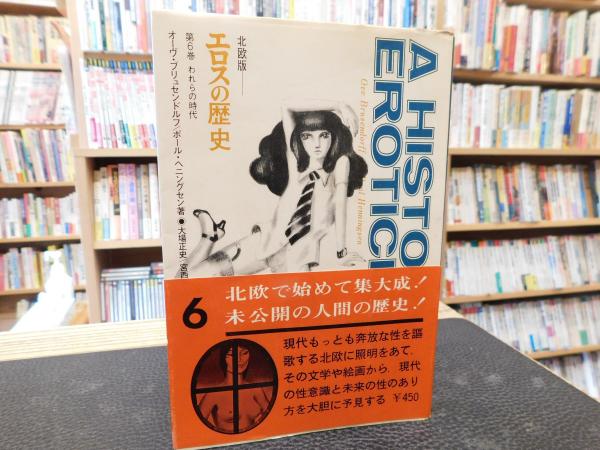 北欧版
エロスの歴史
第6巻 われらの時代
オーヴ・ブリュセンドルフ、ポール・ヘニングセン著●大場正史
A HISTO
EROTICI
Ove Brusendorff
Henningsen
6
北欧で始めて集大成!
未公開の人間の歴史!
現代もっとも奔放な性を謳
歌する北欧に照明をあて、
その文学や絵画から、現代
の性意識と未来の性のあり
方を大胆に予見する ¥450